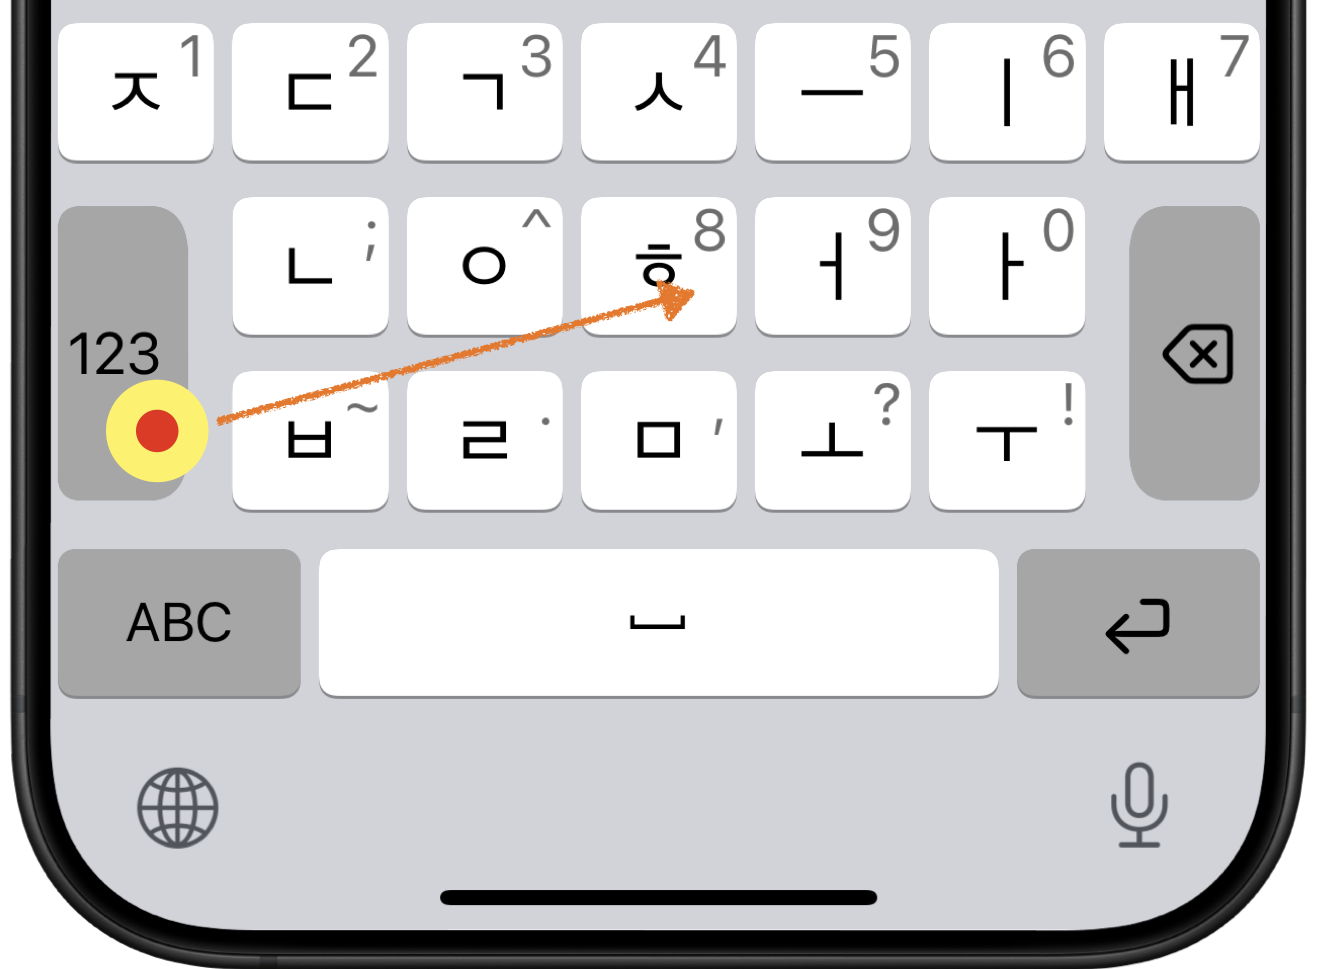 ㅈ 1 ㄷ 2 ㄱ 3 ㅅ 4 ㅡ 5 ㅣ 6 ㅐ 7
ㄴ ; ㅇ ^ ㅎ 8 ㅓ 9 ㅏ 0
123
ㅂ ~ ㄹ . ㅁ , ㅗ ? ㅜ !
ABC